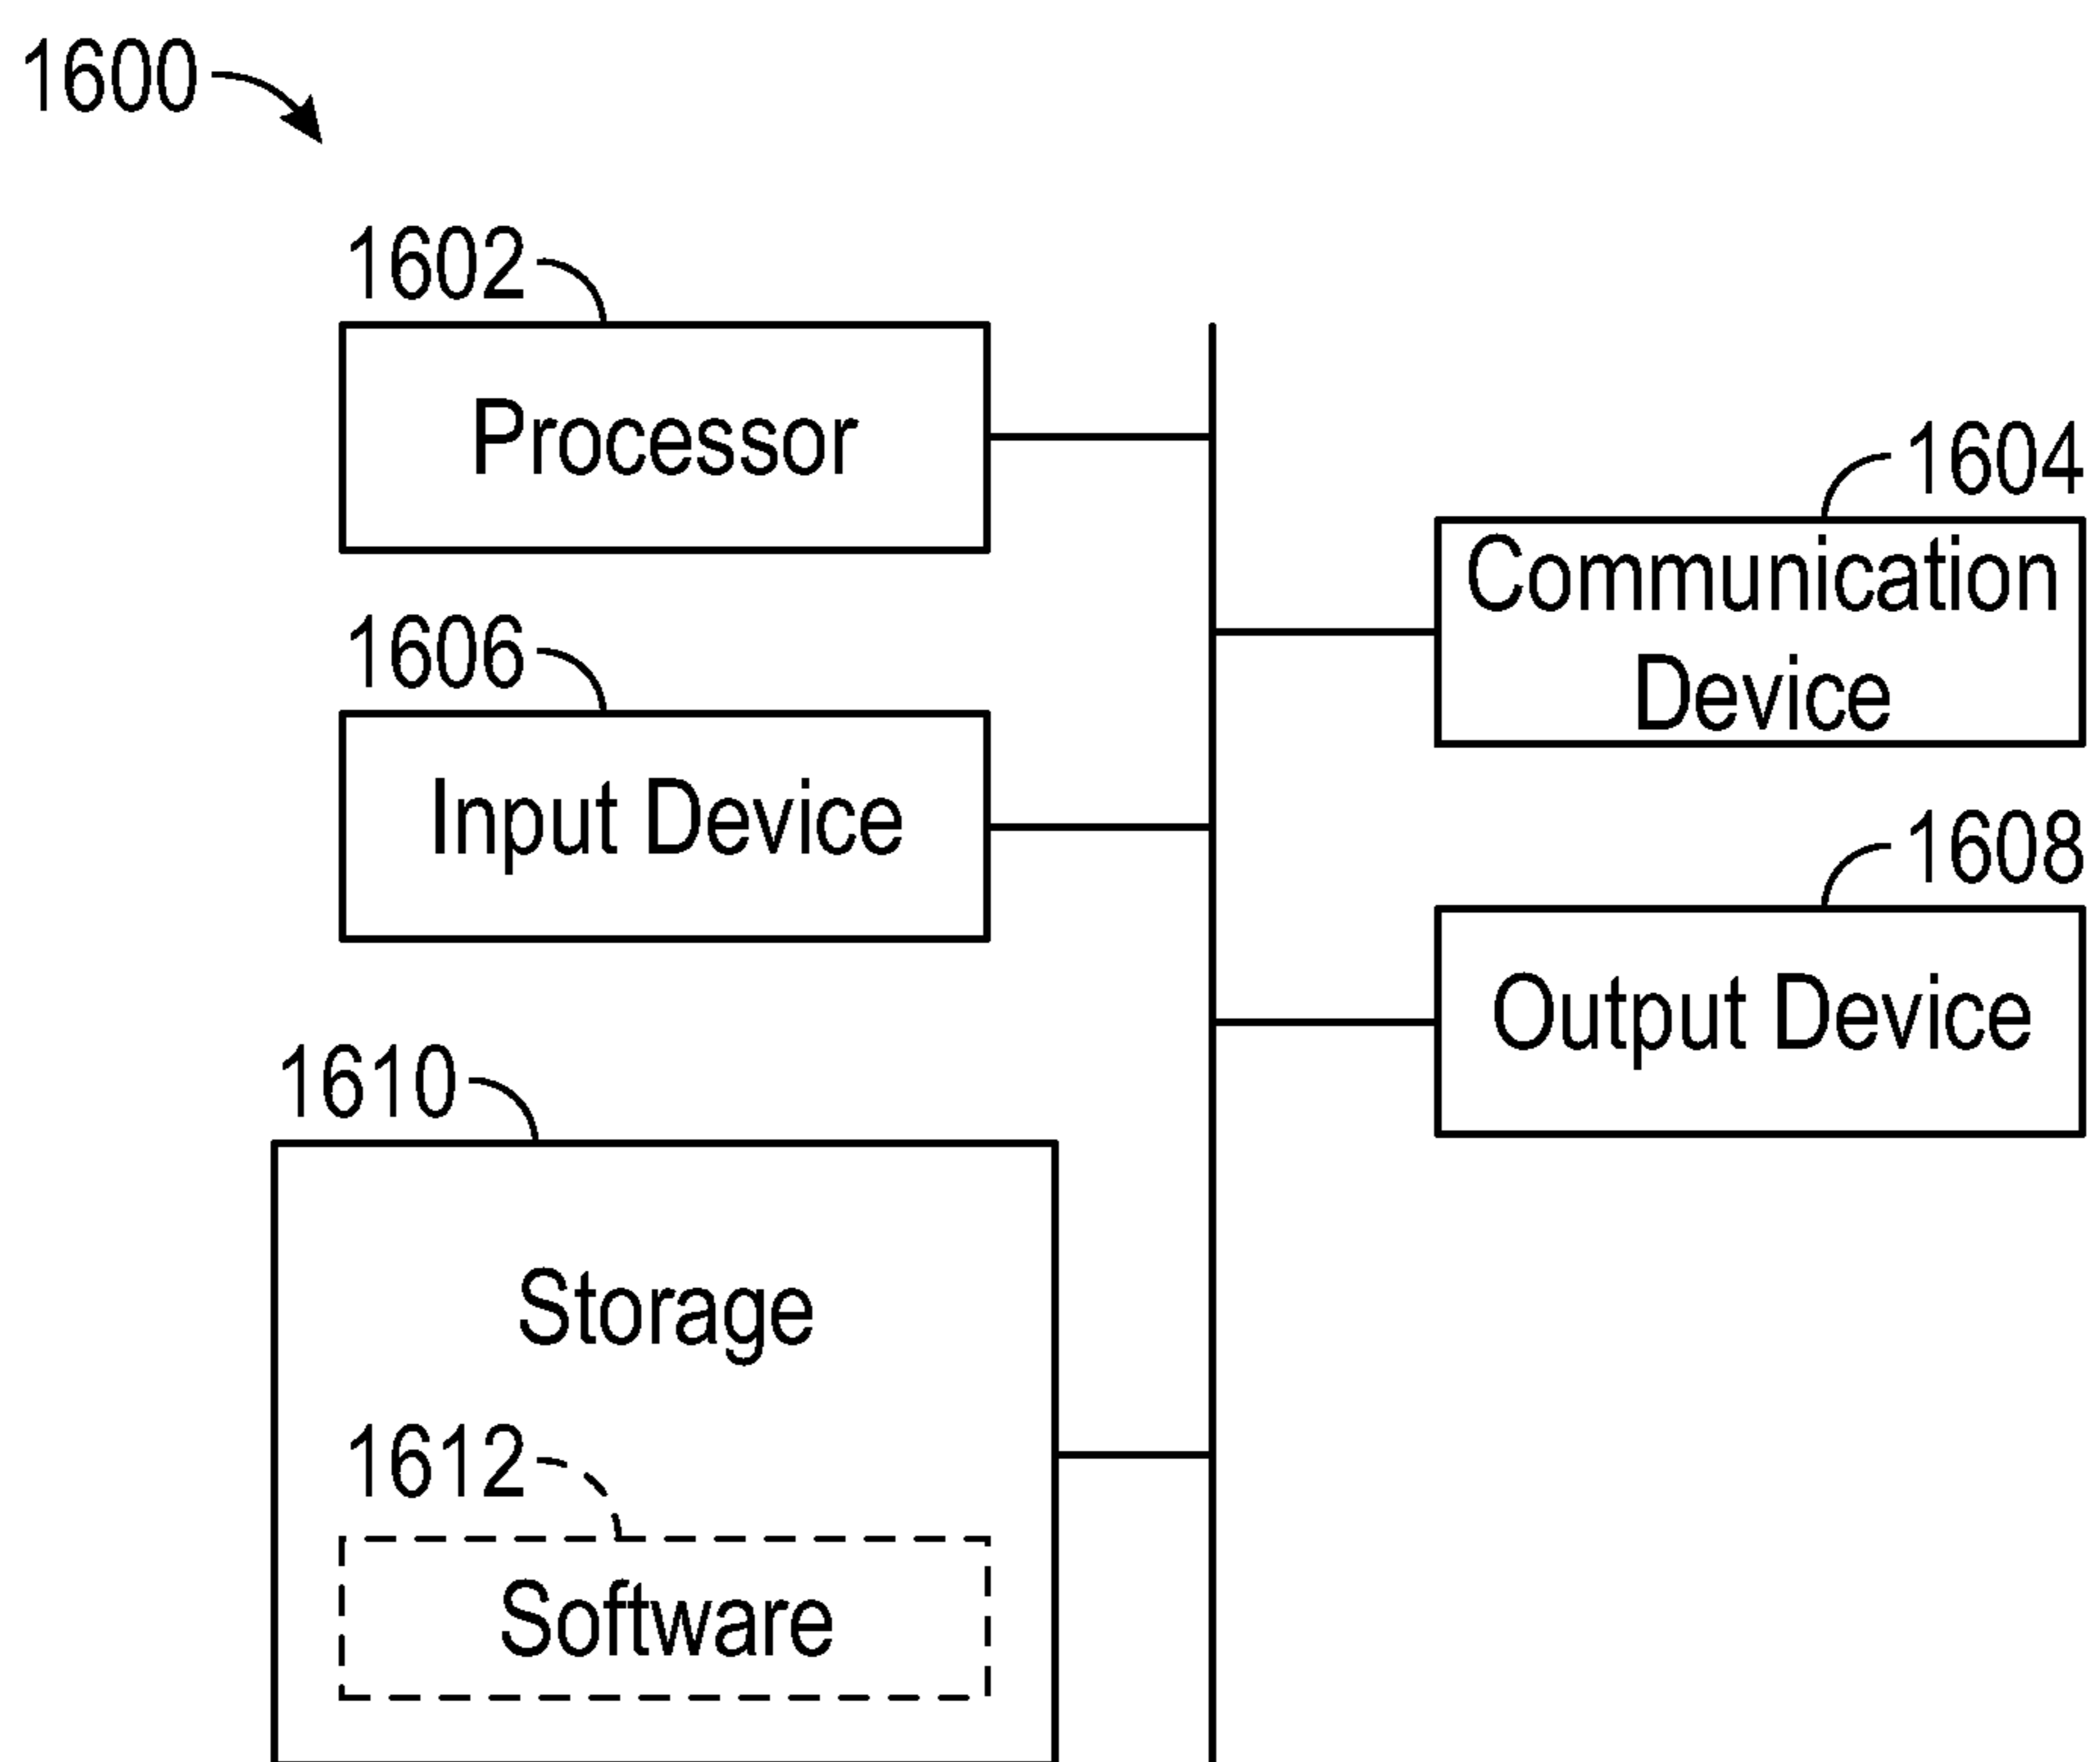 1600
1602
Processor
1604
Communication
Device
1606
Input Device
1608
Output Device
1610
Storage
1612
Software